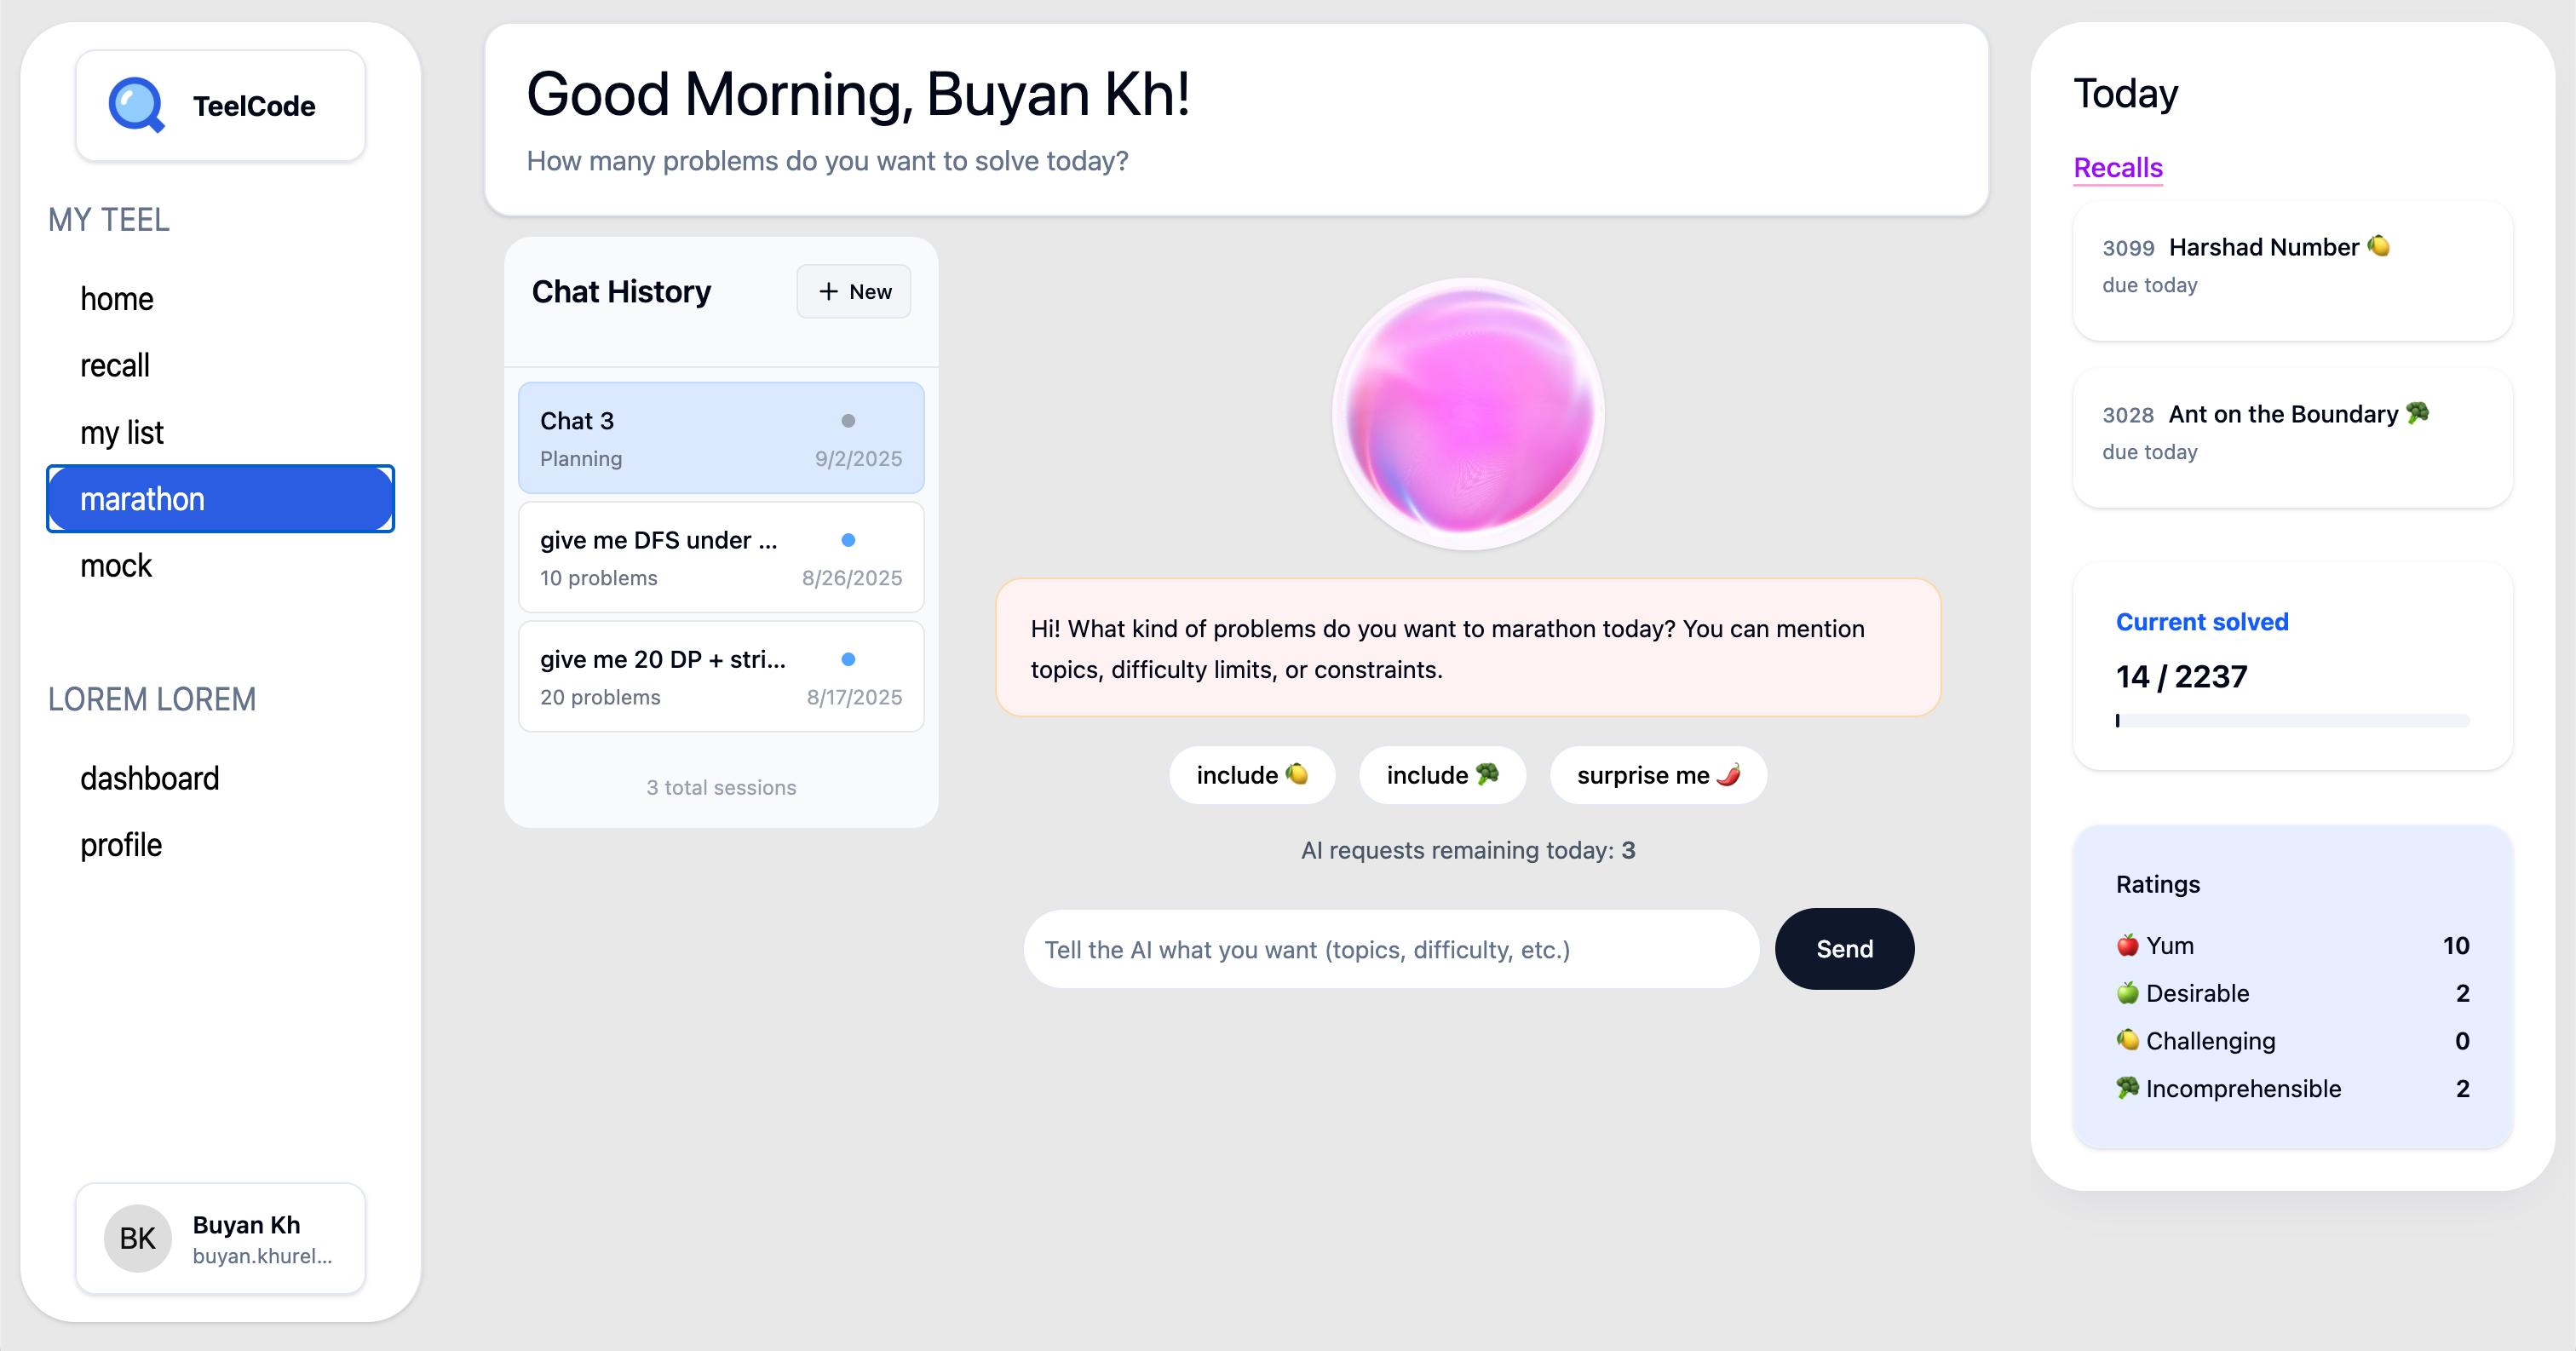 TeelCode
MY TEEL
home
recall
my list
marathon
mock
LOREM LOREM
dashboard
profile
BK
Buyan Kh
buyan.khurel...
Good Morning, Buyan Kh!
How many problems do you want to solve today?
Chat History
+ New
Chat 3
Planning 9/2/2025
give me DFS under ...
10 problems 8/26/2025
give me 20 DP + stri...
20 problems 8/17/2025
3 total sessions
Hi! What kind of problems do you want to marathon today? You can mention
topics, difficulty limits, or constraints.
include 🍋 include 🥦 surprise me 🌶️
AI requests remaining today: 3
Tell the AI what you want (topics, difficulty, etc.) Send
Today
Recalls
3099 Harshad Number 🍋
due today
3028 Ant on the Boundary 🥦
due today
Current solved
14 / 2237
Ratings
🍎 Yum 10
🍏 Desirable 2
🍋 Challenging 0
🥦 Incomprehensible 2